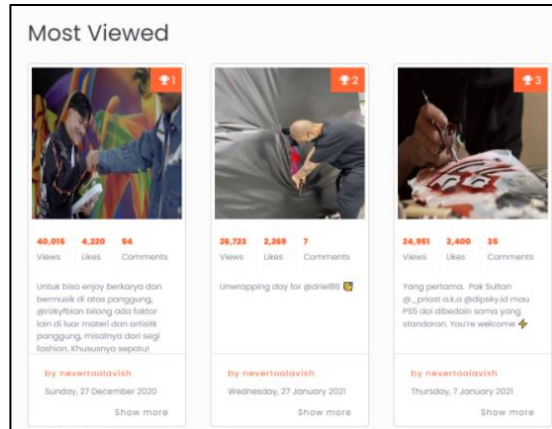 Most Viewed
1
40,015 4,220 54
Views Likes Comments
Untuk bisa enjoy berkarya dan
bermusik di atas panggung,
@rizkyfbian bilang ada faktor
lain di luar materi dan artisitk
panggung, misalnya dari segi
fashion. Khususnya sepatu!
by nevertoolavish
Sunday, 27 December 2020
Show more
2
26,723 2,269 7
Views Likes Comments
Unwrapping day for @driel86
by nevertoolavish
Wednesday, 27 January 2021
Show more
3
24,951 3,400 35
Views Likes Comments
Yang pertama. Pak Sultan
@_priast a.k.a @dipsky.id mau
PS5 doi dibedain sama yang
standaran. You're welcome ⚡
by nevertoolavish
Thursday, 7 January 2021
Show more